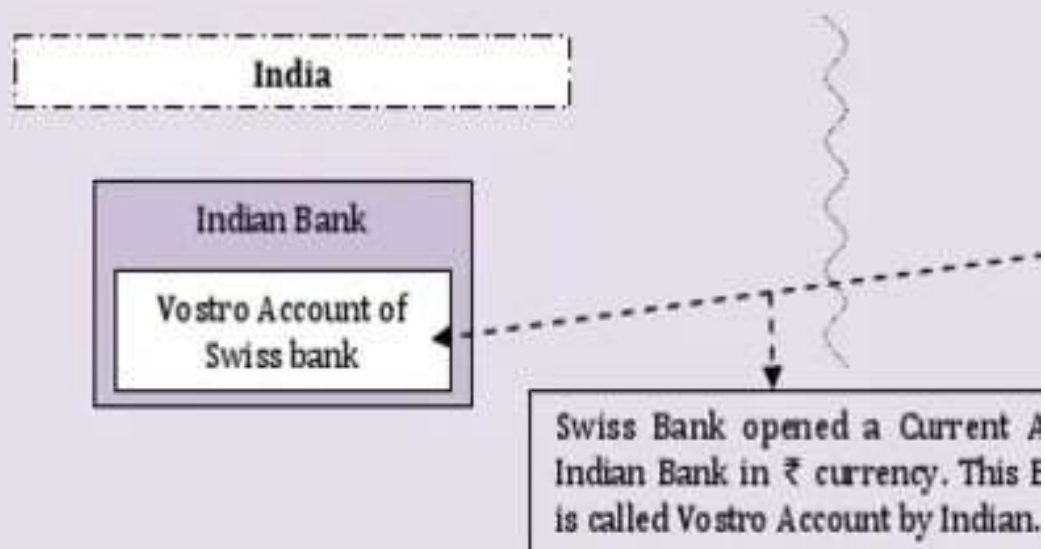 India
Indian Bank
Vostro Account of
Swiss bank
Swiss Bank opened a Current A
Indian Bank in ₹ currency. This B
is called Vostro Account by Indian.